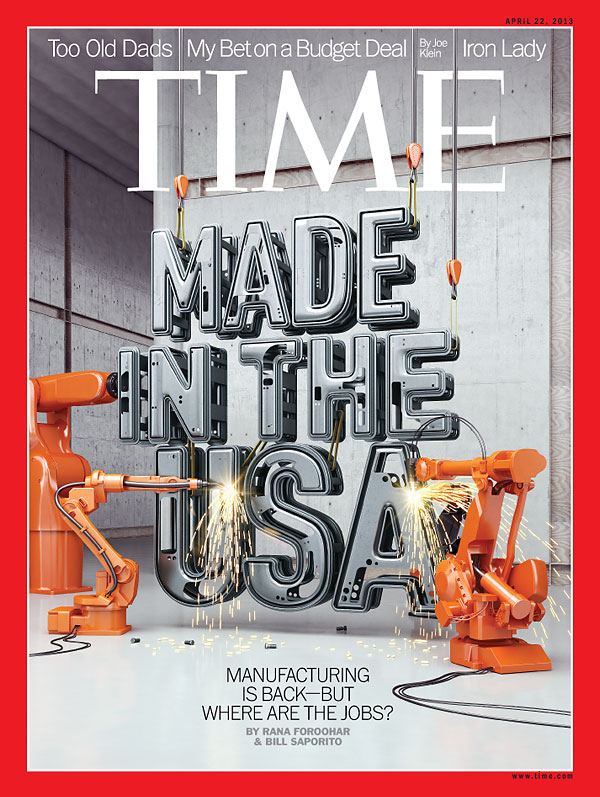 APRIL 22, 2013
Too Old Dads | My Bet on a Budget Deal | By Joe Klein | Iron Lady
TIME
MADE
IN THE
USA
MANUFACTURING
IS BACK—BUT
WHERE ARE THE JOBS?
BY RANA FOROOHAR
& BILL SAPORITO
www.time.com